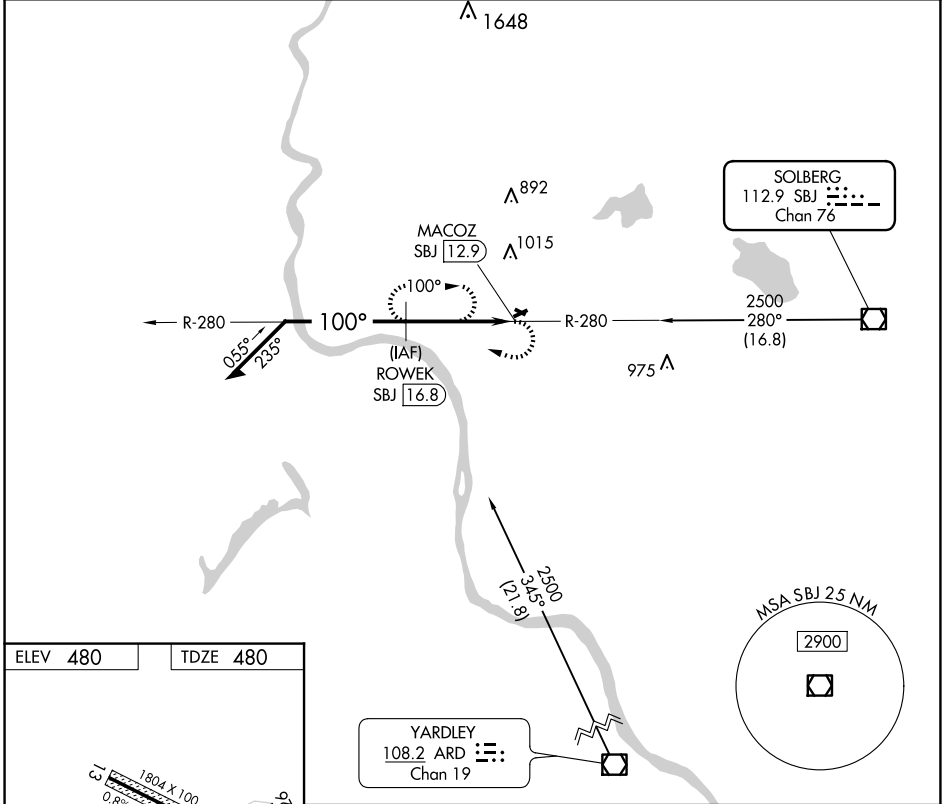 1648
892
1015
MACOZ
SBJ 12.9
SOLBERG
112.9 SBJ
Chan 76
100°
R-280
100°
R-280
2500
280°
(16.8)
055°
235°
(IAF)
ROWEK
SBJ 16.8
975
2500
345°
(21.8)
MSA SBJ 25 NM
2900
ELEV 480
TDZE 480
YARDLEY
108.2 ARD
Chan 19
13
1804 X 100
0.8%